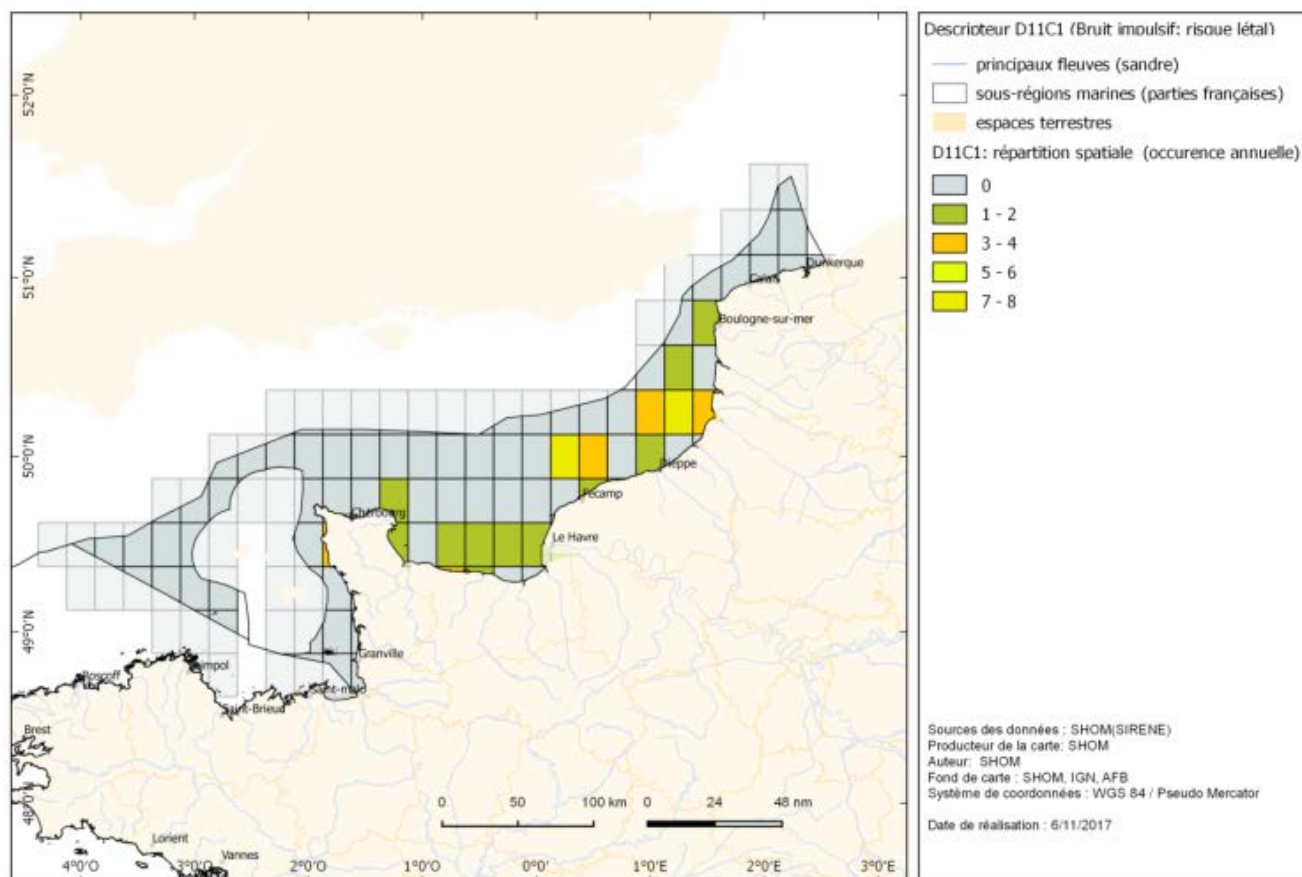 Descripteur D11C1 (Bruit impulsif: risque létal)
principaux fleuves (sandre)
sous-régions marines (parties françaises)
espaces terrestres
D11C1: répartition spatiale (occurence annuelle)
0
1 - 2
3 - 4
5 - 6
7 - 8
Sources des données : SHOM(SIRENE)
Producteur de la carte: SHOM
Auteur: SHOM
Fond de carte : SHOM, IGN, AFB
Système de coordonnées : WGS 84 / Pseudo Mercator
Date de réalisation : 6/11/2017
52°0'N
51°0'N
50°0'N
49°0'N
48°0'N
Dunkerque
Calais
Boulogne-sur-mer
Dieppe
Fécamp
Cherbourg
Le Havre
Granville
Paimpol
Roscoff
Saint-malo
Saint-Brieuc
Brest
Lorient
Vannes
0 50 100 km
0 24 48 nm
4°0'O 3°0'O 2°0'O 1°0'O 0°0' 1°0'E 2°0'E 3°0'E